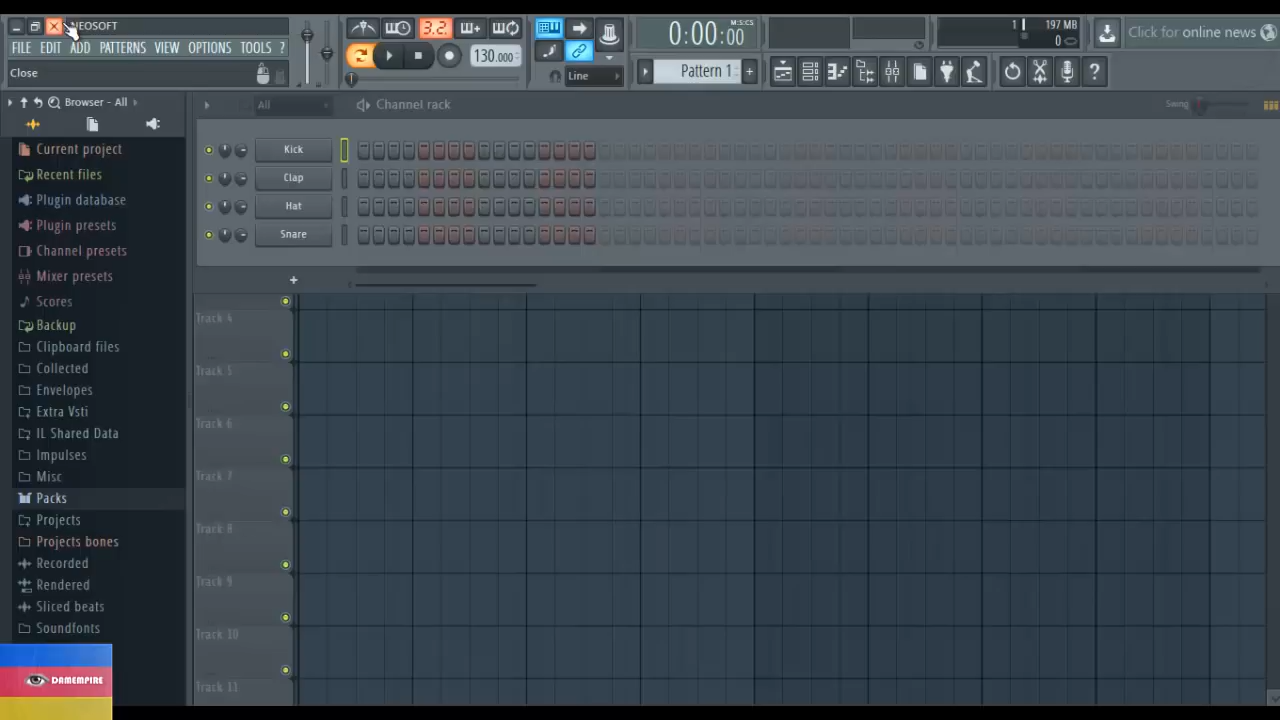 NEOSOFT
FILE EDIT ADD PATTERNS VIEW OPTIONS TOOLS ?
Close
3.2.
130.000
0:00:00
M:S:CS
1
197 MB
0
Click for online news
Line
Pattern 1
Browser - All
All
Channel rack
Swing
Current project
Recent files
Plugin database
Plugin presets
Channel presets
Mixer presets
Scores
Backup
Clipboard files
Collected
Envelopes
Extra Vsti
IL Shared Data
Impulses
Misc
Packs
Projects
Projects bones
Recorded
Rendered
Sliced beats
Soundfonts
Kick
Clap
Hat
Snare
Track 4
Track 5
Track 6
Track 7
Track 8
Track 9
Track 10
Track 11
DAMEMPIRE